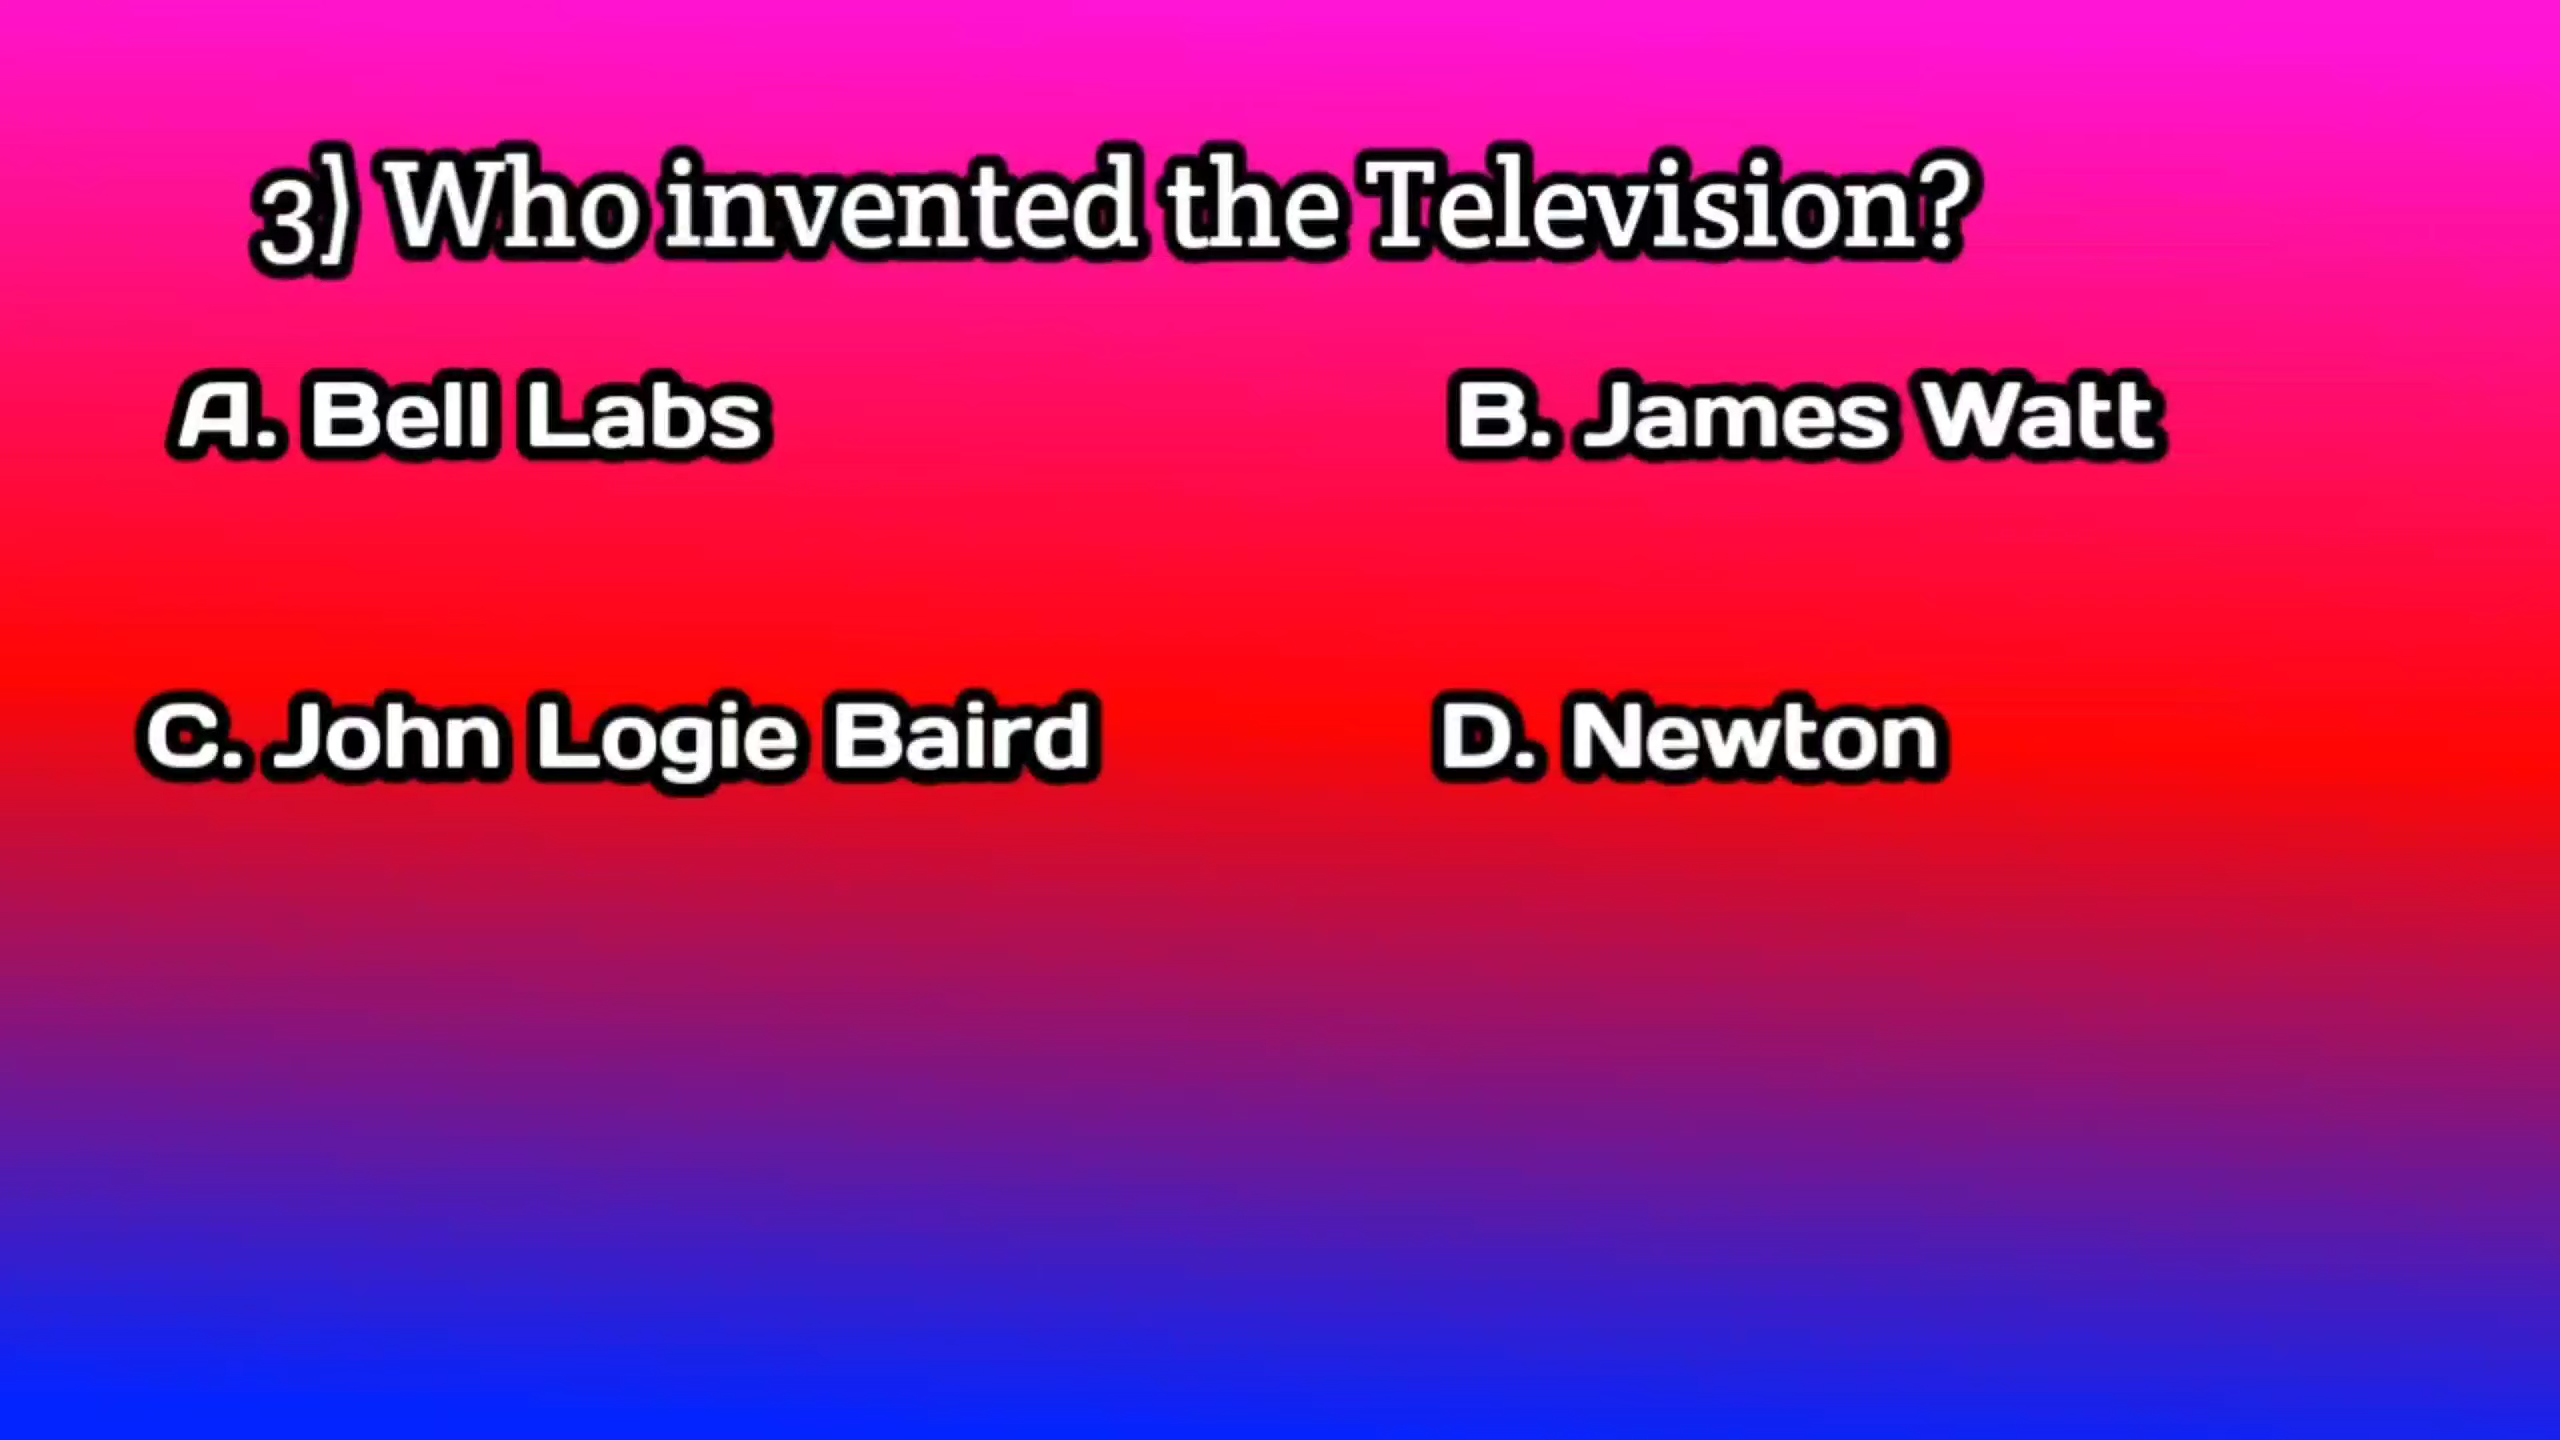 3) Who invented the Television?
A. Bell Labs
B. James Watt
C. John Logie Baird
D. Newton